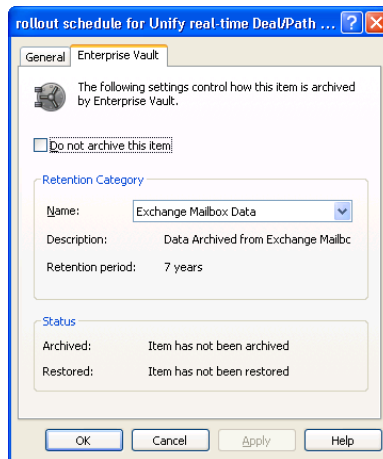 rollout schedule for Unify real-time Deal/Path ...
General
Enterprise Vault
The following settings control how this item is archived
by Enterprise Vault.
Do not archive this item
Retention Category
Name: Exchange Mailbox Data
Description: Data Archived from Exchange Mailbc
Retention period: 7 years
Status
Archived: Item has not been archived
Restored: Item has not been restored
OK Cancel Apply Help